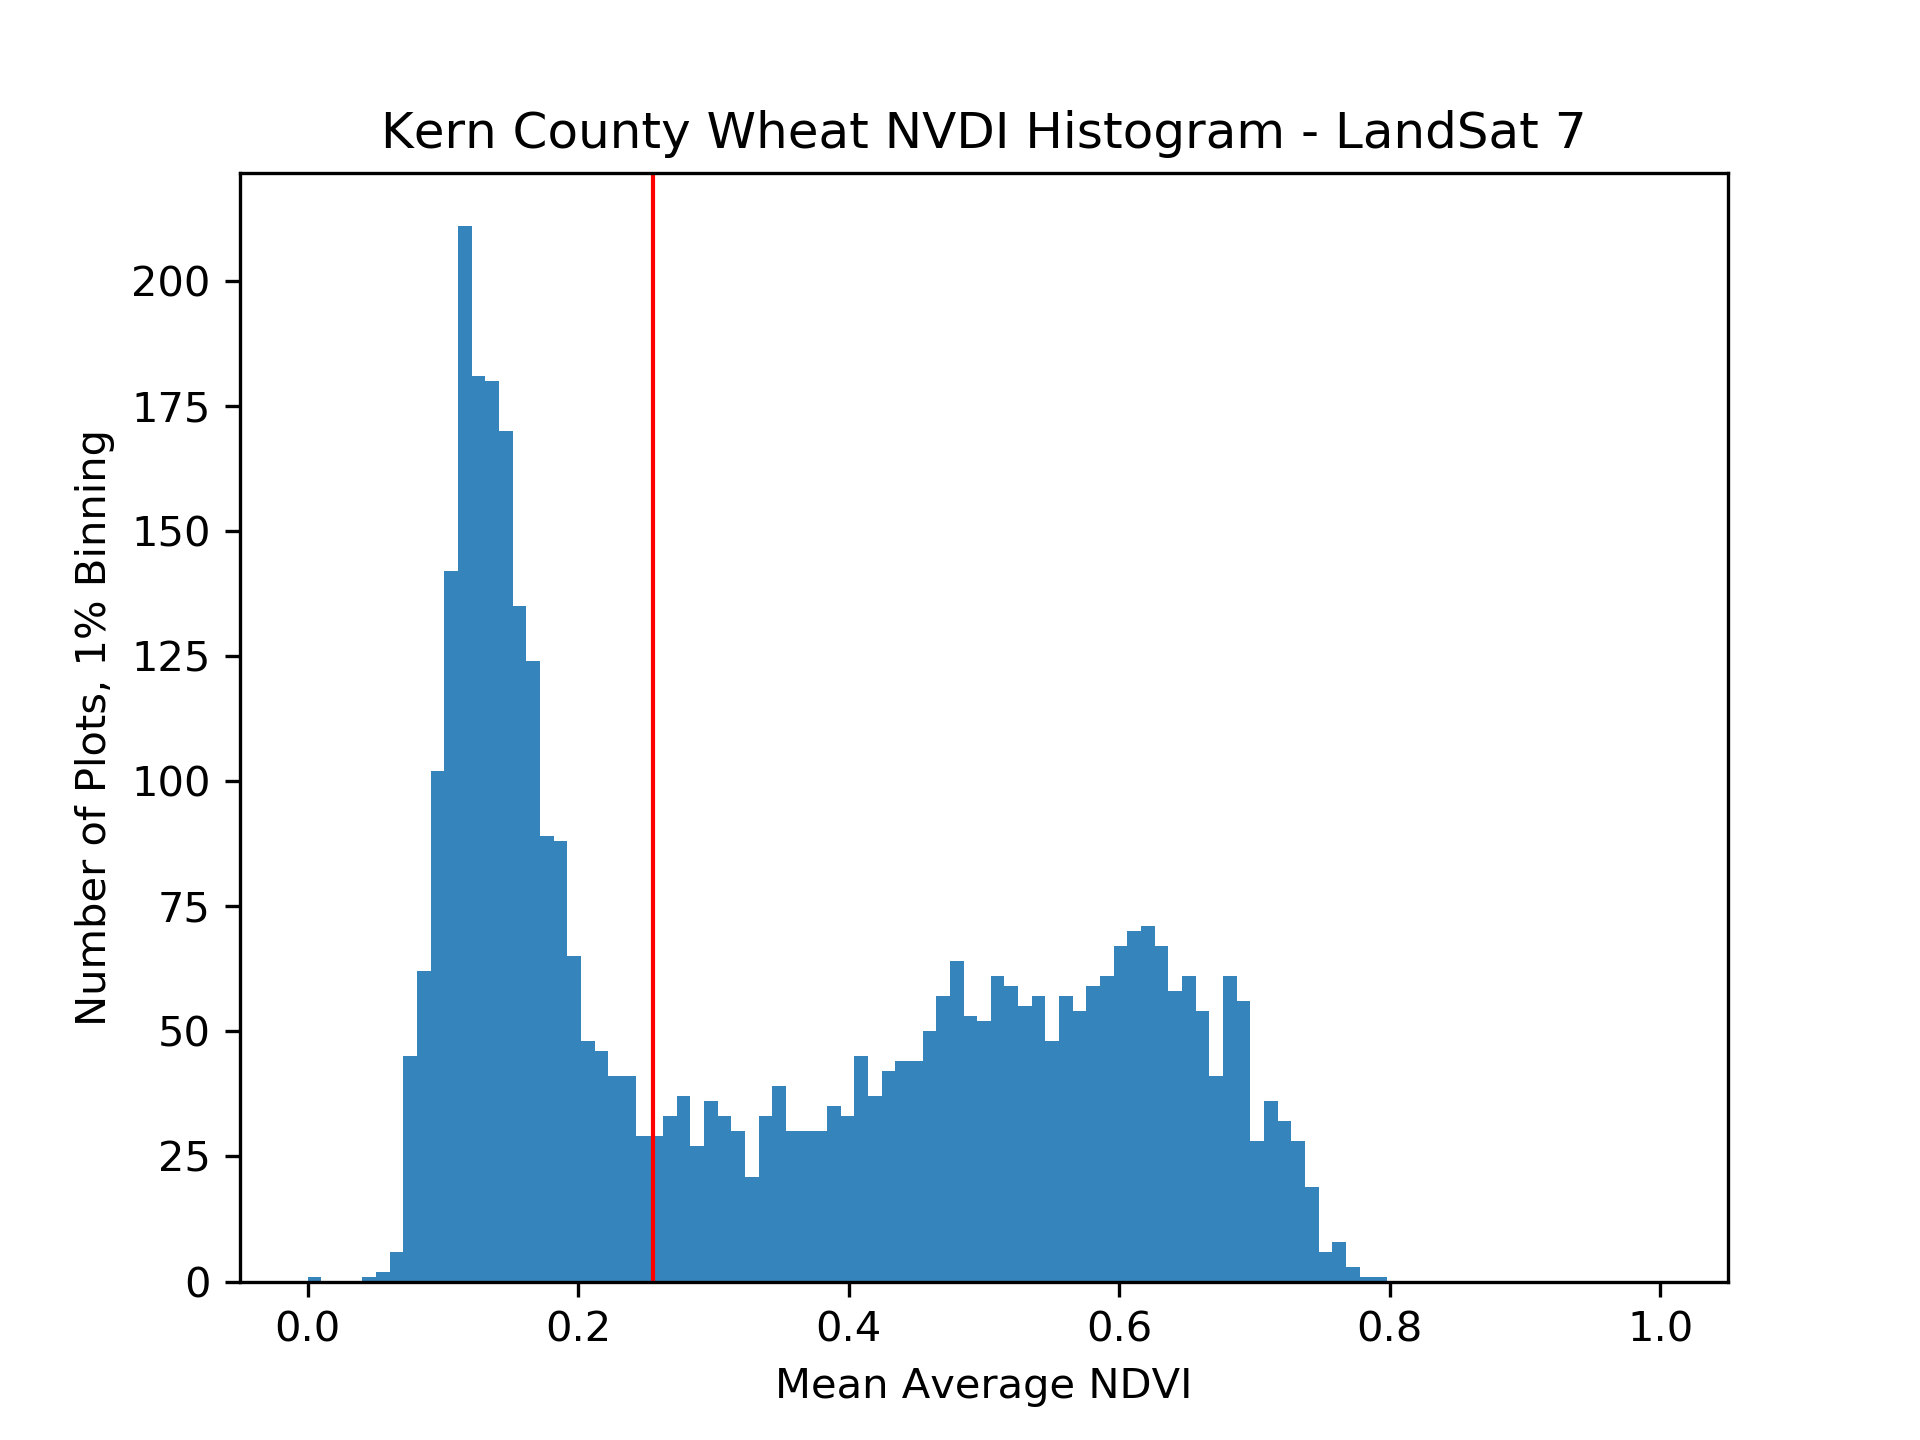 Kern County Wheat NVDI Histogram - LandSat 7
Number of Plots, 1% Binning
200
175
150
125
100
75
50
25
0
0.0 0.2 0.4 0.6 0.8 1.0
Mean Average NDVI